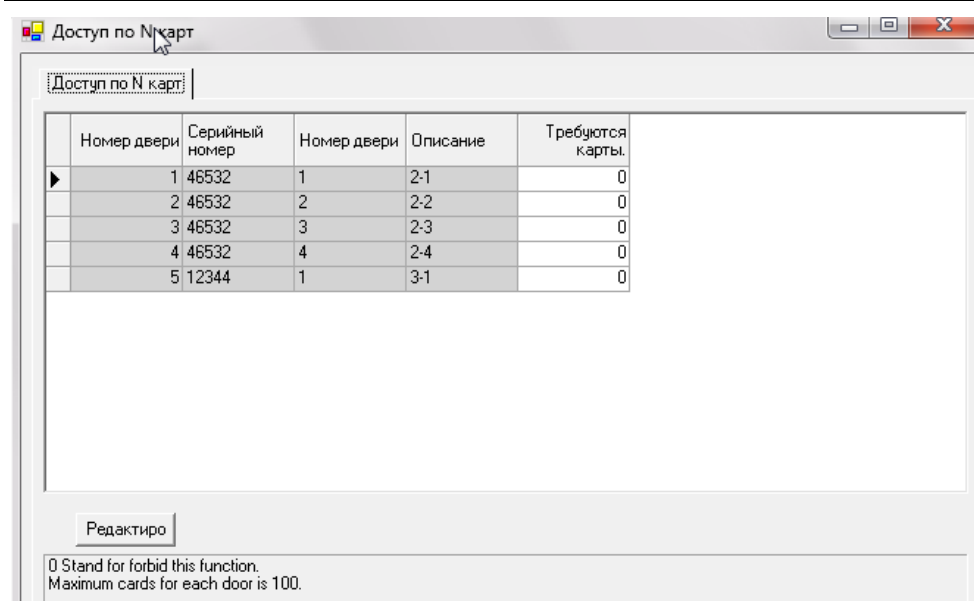 Доступ по N карт
Доступ по N карт
Номер двери Серийный номер Номер двери Описание Требуются карты.
1 46532 1 2-1 0
2 46532 2 2-2 0
3 46532 3 2-3 0
4 46532 4 2-4 0
5 12344 1 3-1 0
Редактиро
0 Stand for forbid this function.
Maximum cards for each door is 100.